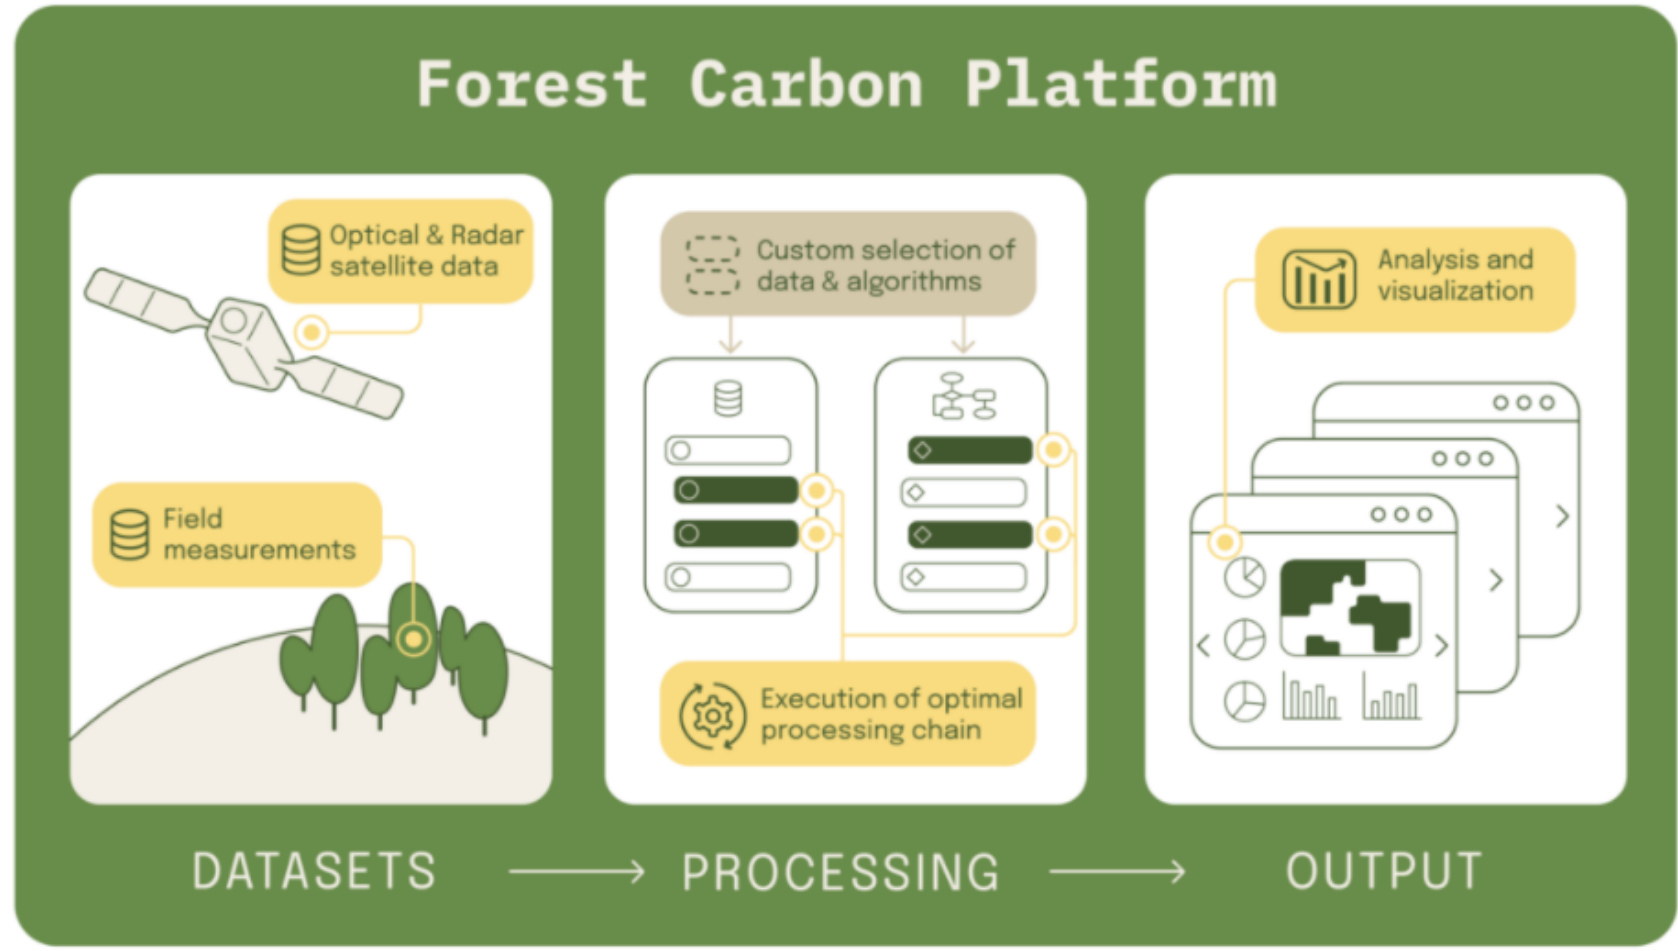 Forest Carbon Platform
Optical & Radar
satellite data
Field
measurements
Custom selection of
data & algorithms
Execution of optimal
processing chain
Analysis and
visualization
DATASETS
PROCESSING
OUTPUT